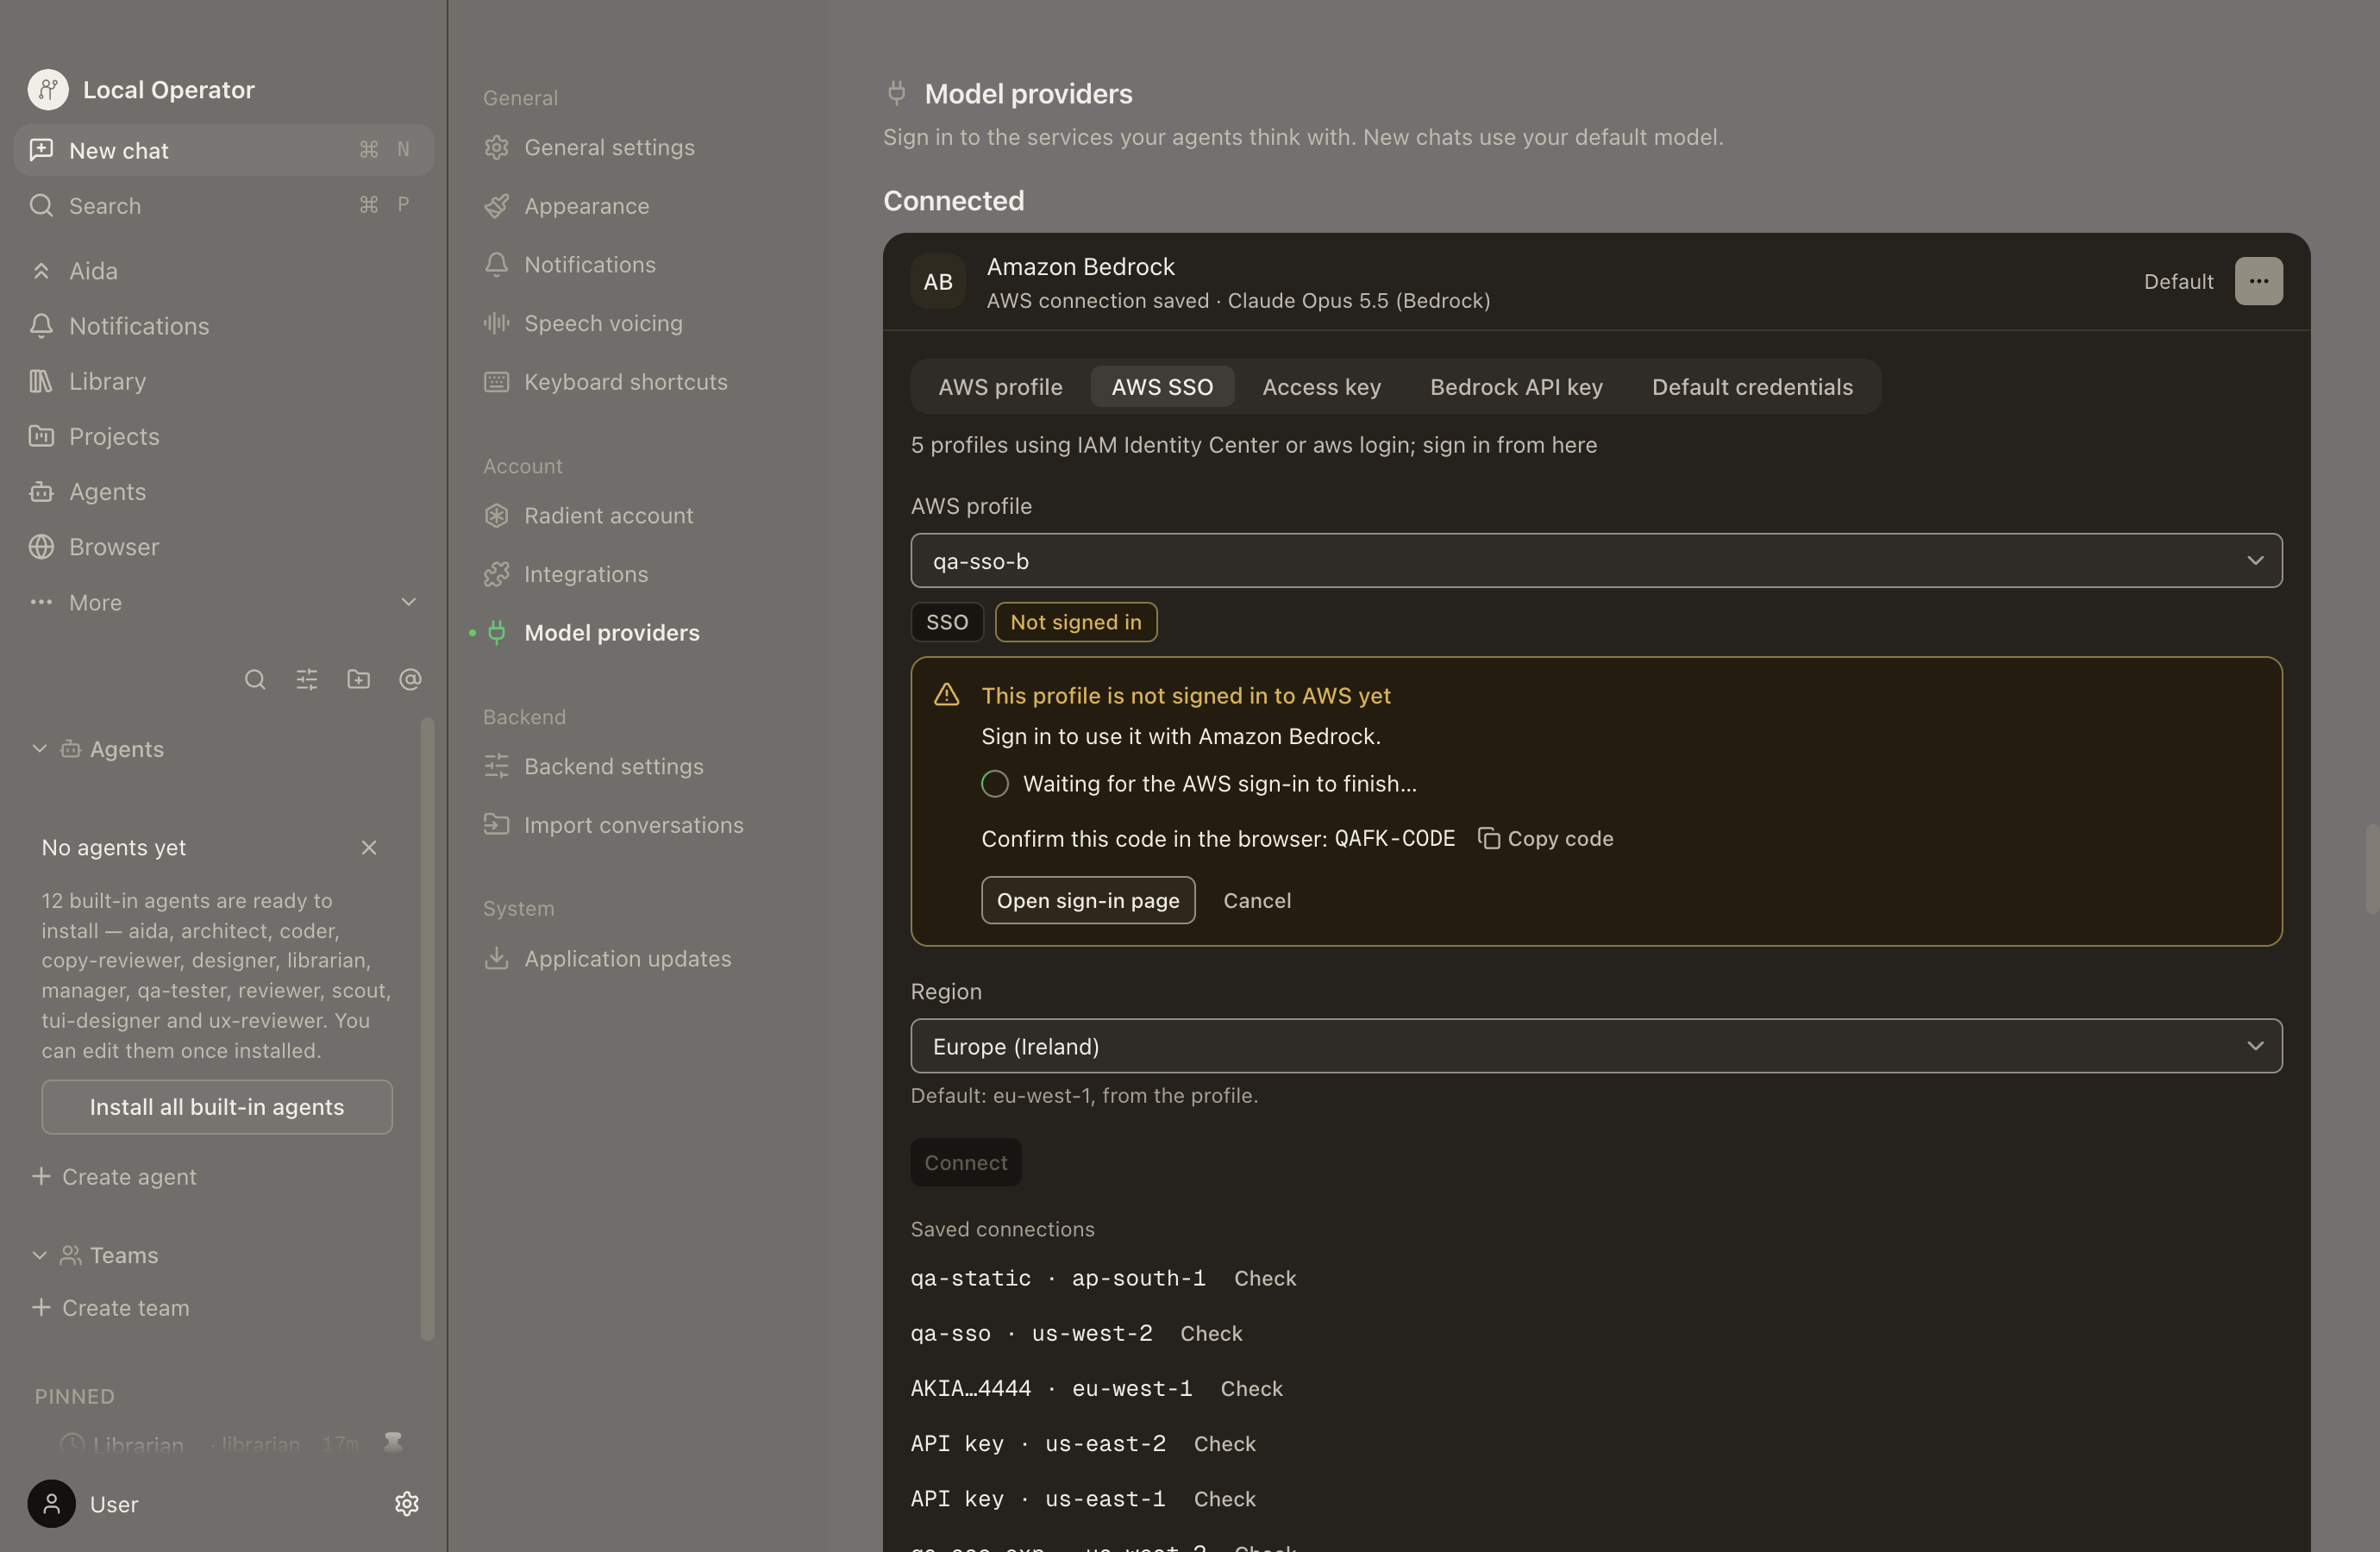 Local Operator
New chat ⌘ N
Search ⌘ P
Aida
Notifications
Library
Projects
Agents
Browser
More
Agents
No agents yet
12 built-in agents are ready to
install — aida, architect, coder,
copy-reviewer, designer, librarian,
manager, qa-tester, reviewer, scout,
tui-designer and ux-reviewer. You
can edit them once installed.
Install all built-in agents
Create agent
Teams
Create team
PINNED
Librarian · librarian 17m
User
General
General settings
Appearance
Notifications
Speech voicing
Keyboard shortcuts
Account
Radient account
Integrations
Model providers
Backend
Backend settings
Import conversations
System
Application updates
Model providers
Sign in to the services your agents think with. New chats use your default model.
Connected
AB
Amazon Bedrock
AWS connection saved · Claude Opus 5.5 (Bedrock)
Default
AWS profile AWS SSO Access key Bedrock API key Default credentials
5 profiles using IAM Identity Center or aws login; sign in from here
AWS profile
qa-sso-b
SSO Not signed in
This profile is not signed in to AWS yet
Sign in to use it with Amazon Bedrock.
Waiting for the AWS sign-in to finish...
Confirm this code in the browser: QAFK-CODE Copy code
Open sign-in page Cancel
Region
Europe (Ireland)
Default: eu-west-1, from the profile.
Connect
Saved connections
qa-static · ap-south-1 Check
qa-sso · us-west-2 Check
AKIA…4444 · eu-west-1 Check
API key · us-east-2 Check
API key · us-east-1 Check